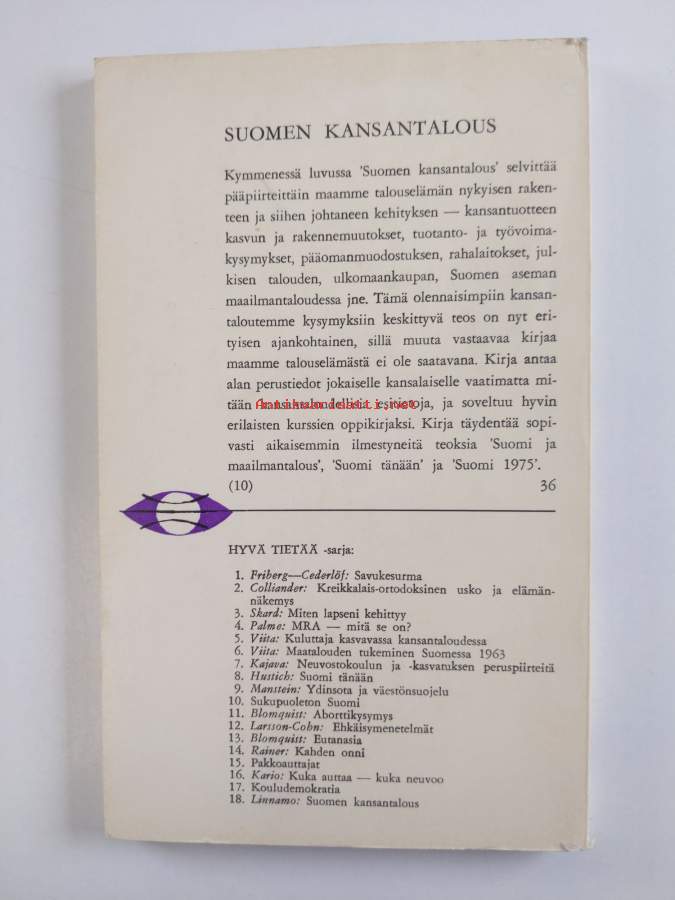 SUOMEN KANSANTALOUS
Kymmenessä luvussa 'Suomen kansantalous' selvittää
pääpiirteittäin maamme talouselämän nykyisen raken-
teen ja siihen johtaneen kehityksen — kansantuotteen
kasvun ja rakennemuutokset, tuotanto- ja työvoima-
kysymykset, pääomanmuodostuksen, rahalaitokset, jul-
kisen talouden, ulkomaankaupan, Suomen aseman
maailmantaloudessa jne. Tämä olennaisimpiin kansan-
taloutemme kysymyksiin keskittyvä teos on nyt eri-
tyisen ajankohtainen, sillä muuta vastaavaa kirjaa
maamme talouselämästä ei ole saatavana. Kirja antaa
alan perustiedot jokaiselle kansalaiselle vaatimatta mi-
tään kansantaloudellisia esitietoja, ja soveltuu hyvin
Antikvaari.fi
erilaisten kurssien oppikirjaksi. Kirja täydentää sopi-
vasti aikaisemmin ilmestyneitä teoksia 'Suomi ja
maailmantalous', 'Suomi tänään' ja 'Suomi 1975'.
(10) 36
HYVÄ TIETÄÄ -sarja:
1. Friberg—Cederlöf: Savukesurma
2. Colliander: Kreikkalais-ortodoksinen usko ja elämän-
näkemys
3. Skard: Miten lapseni kehittyy
4. Palme: MRA — mitä se on?
5. Viita: Kuluttaja kasvavassa kansantaloudessa
6. Viita: Maatalouden tukeminen Suomessa 1963
7. Kajava: Neuvostokoulun ja -kasvatuksen peruspiirteitä
8. Hustich: Suomi tänään
9. Manstein: Ydinsota ja väestönsuojelu
10. Sukupuoleton Suomi
11. Blomquist: Aborttikysymys
12. Larsson-Cohn: Ehkäisymenetelmät
13. Blomquist: Eutanasia
14. Rainer: Kahden onni
15. Pakkoauttajat
16. Kario: Kuka auttaa — kuka neuvoo
17. Kouludemokratia
18. Linnamo: Suomen kansantalous